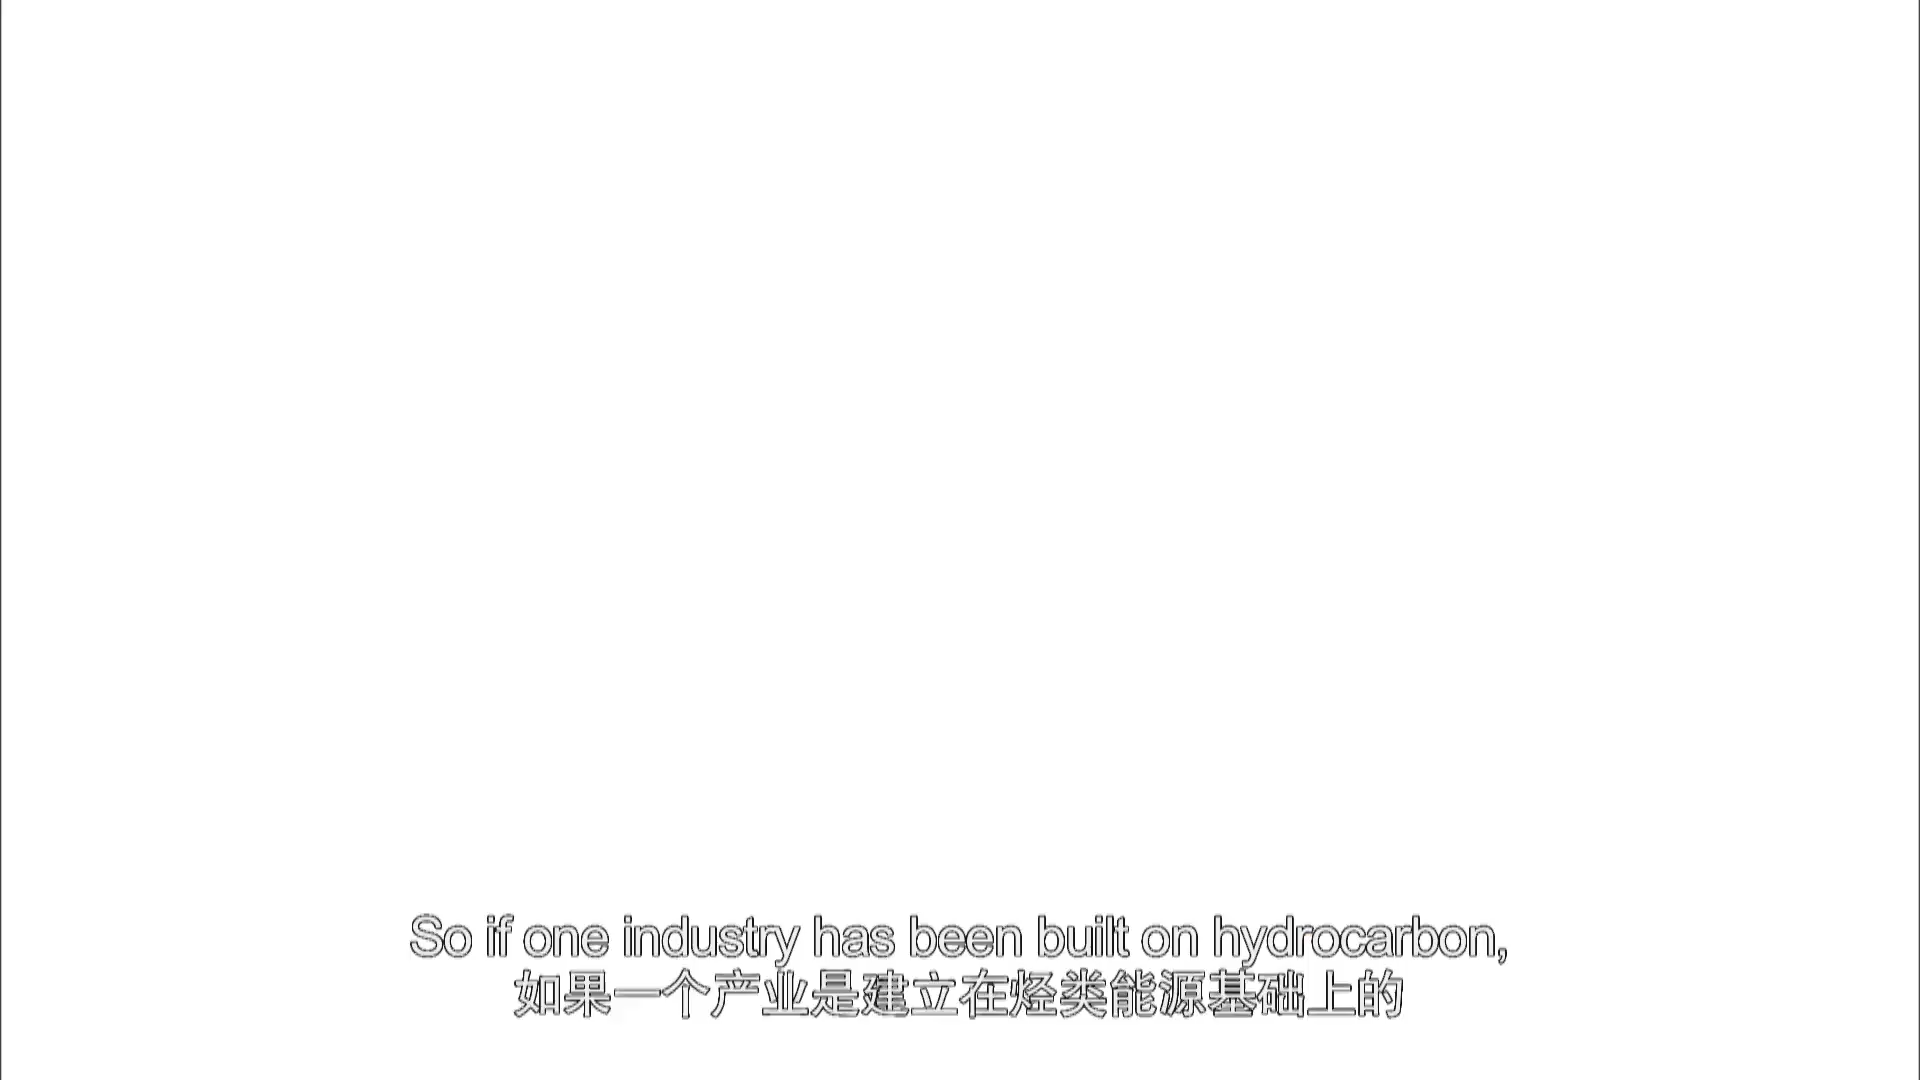 So if one industry has been built on hydrocarbon,
如果一个产业是建立在烃类能源基础上的